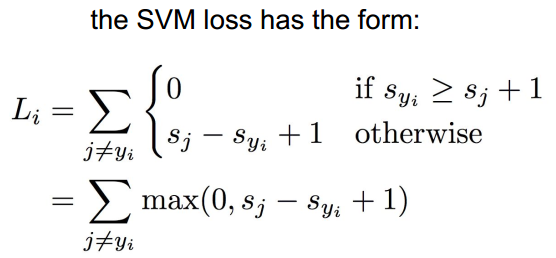 the SVM loss has the form:
$L_i = \sum_{j \neq y_i} \begin{cases} 0 & \text{if } s_{y_i} \geq s_j + 1 \\ s_j - s_{y_i} + 1 & \text{otherwise} \end{cases}$
$= \sum_{j \neq y_i} \max(0, s_j - s_{y_i} + 1)$